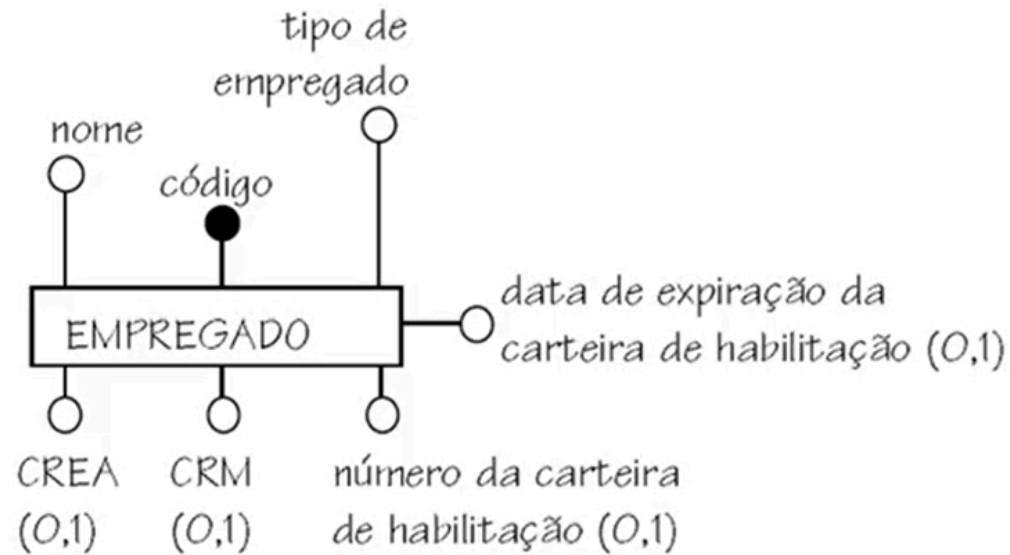 tipo de
empregado
nome
código
EMPREGADO
data de expiração da
carteira de habilitação (0,1)
CREA
(0,1)
CRM
(0,1)
número da carteira
de habilitação (0,1)